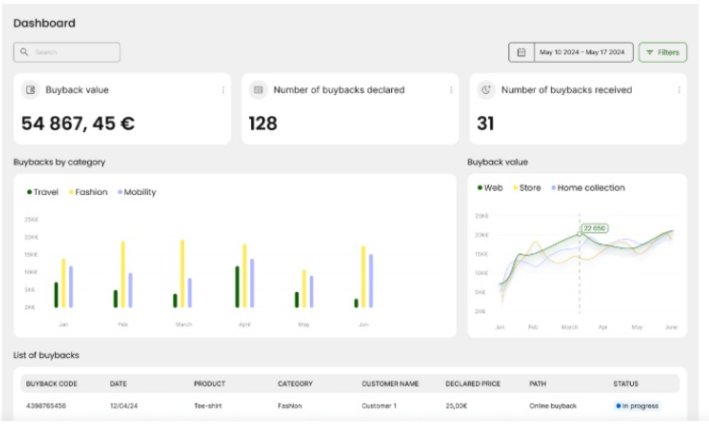 Dashboard
Search
May 10 2024 - May 17 2024
Filters
Buyback value
Number of buybacks declared
Number of buybacks received
54 867, 45 €
128
31
Buybacks by category
Buyback value
Travel Fashion Mobility
Web Store Home collection
25K€
20K€
15K€
10K€
5K€
2K€
Jan Feb March April May Jun
22 650
25K€
20K€
15K€
10K€
5K€
2K€
Jan Feb March Apr May June
List of buybacks
BUYBACK CODE DATE PRODUCT CATEGORY CUSTOMER NAME DECLARED PRICE PATH STATUS
4398765456 12/04/24 Tee-shirt Fashion Customer 1 25,00€ Online buyback In progress